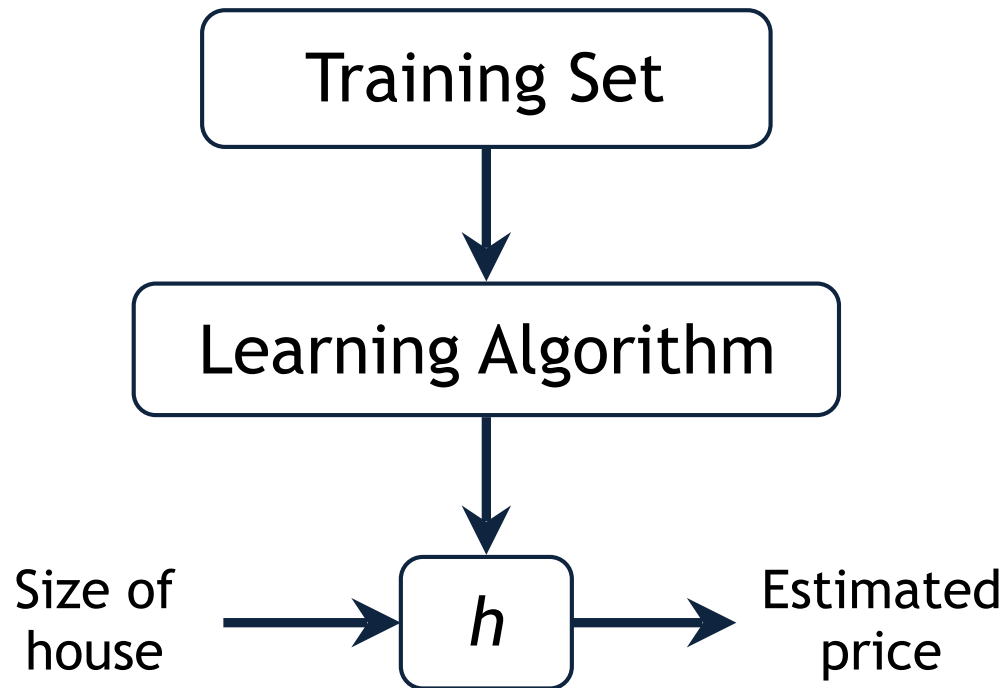 Training Set
Learning Algorithm
Size of
house
h
Estimated
price